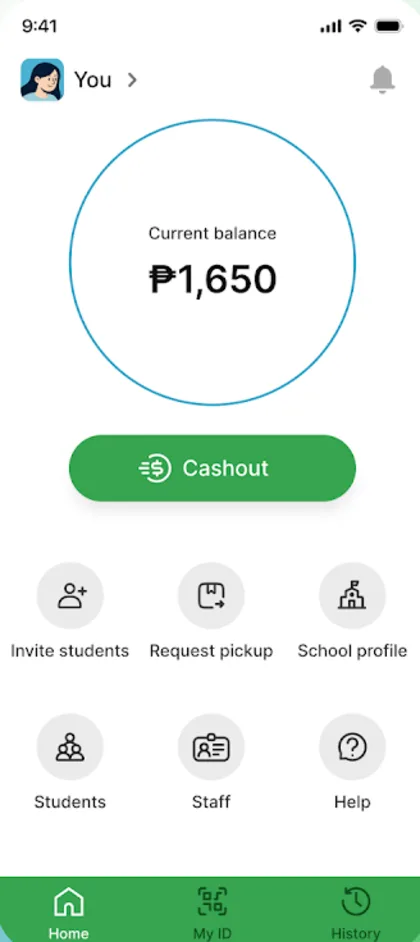 9:41
You
Current balance
₱1,650
Cashout
Invite students
Request pickup
School profile
Students
Staff
Help
Home
My ID
History